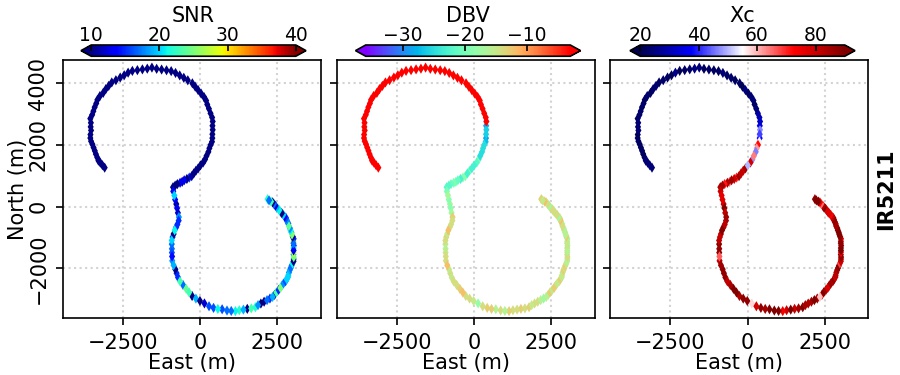 SNR DBV Xc
10 20 30 40 −30 −20 −10 20 40 60 80
4000
2000
0
−2000
North (m)
IR5211
−2500 0 2500 −2500 0 2500 −2500 0 2500
East (m) East (m) East (m)